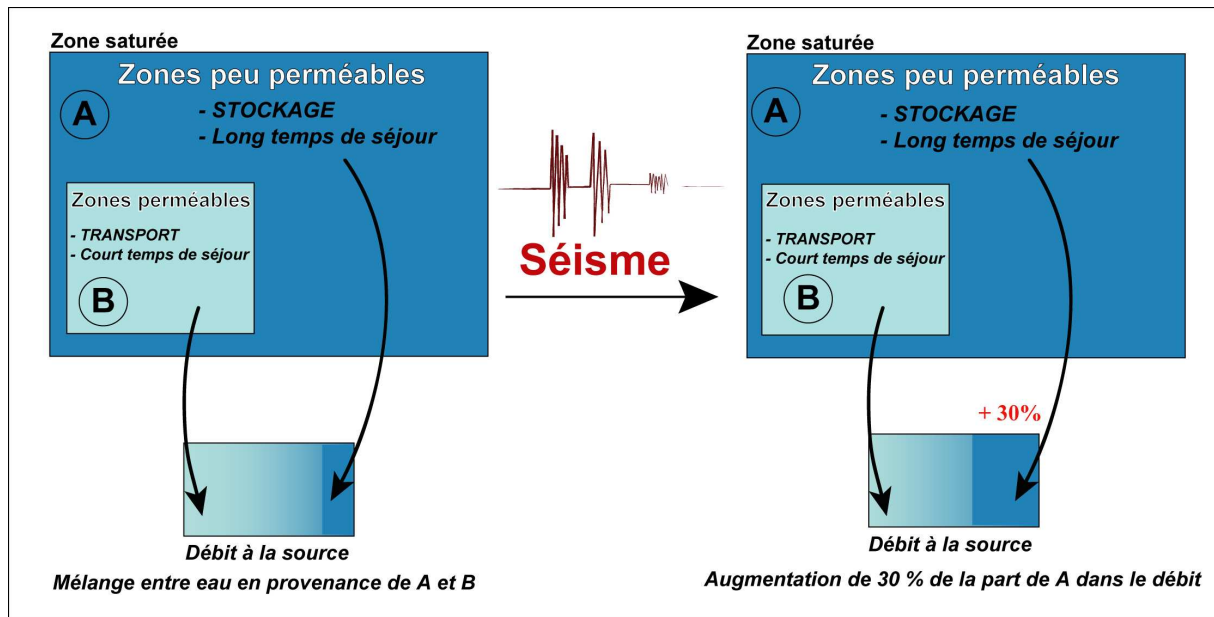 Zone saturée
Zones peu perméables
A
- STOCKAGE
- Long temps de séjour
Zones perméables
- TRANSPORT
- Court temps de séjour
B
Débit à la source
Mélange entre eau en provenance de A et B
Séisme
Zone saturée
Zones peu perméables
A
- STOCKAGE
- Long temps de séjour
Zones perméables
- TRANSPORT
- Court temps de séjour
B
+ 30%
Débit à la source
Augmentation de 30 % de la part de A dans le débit